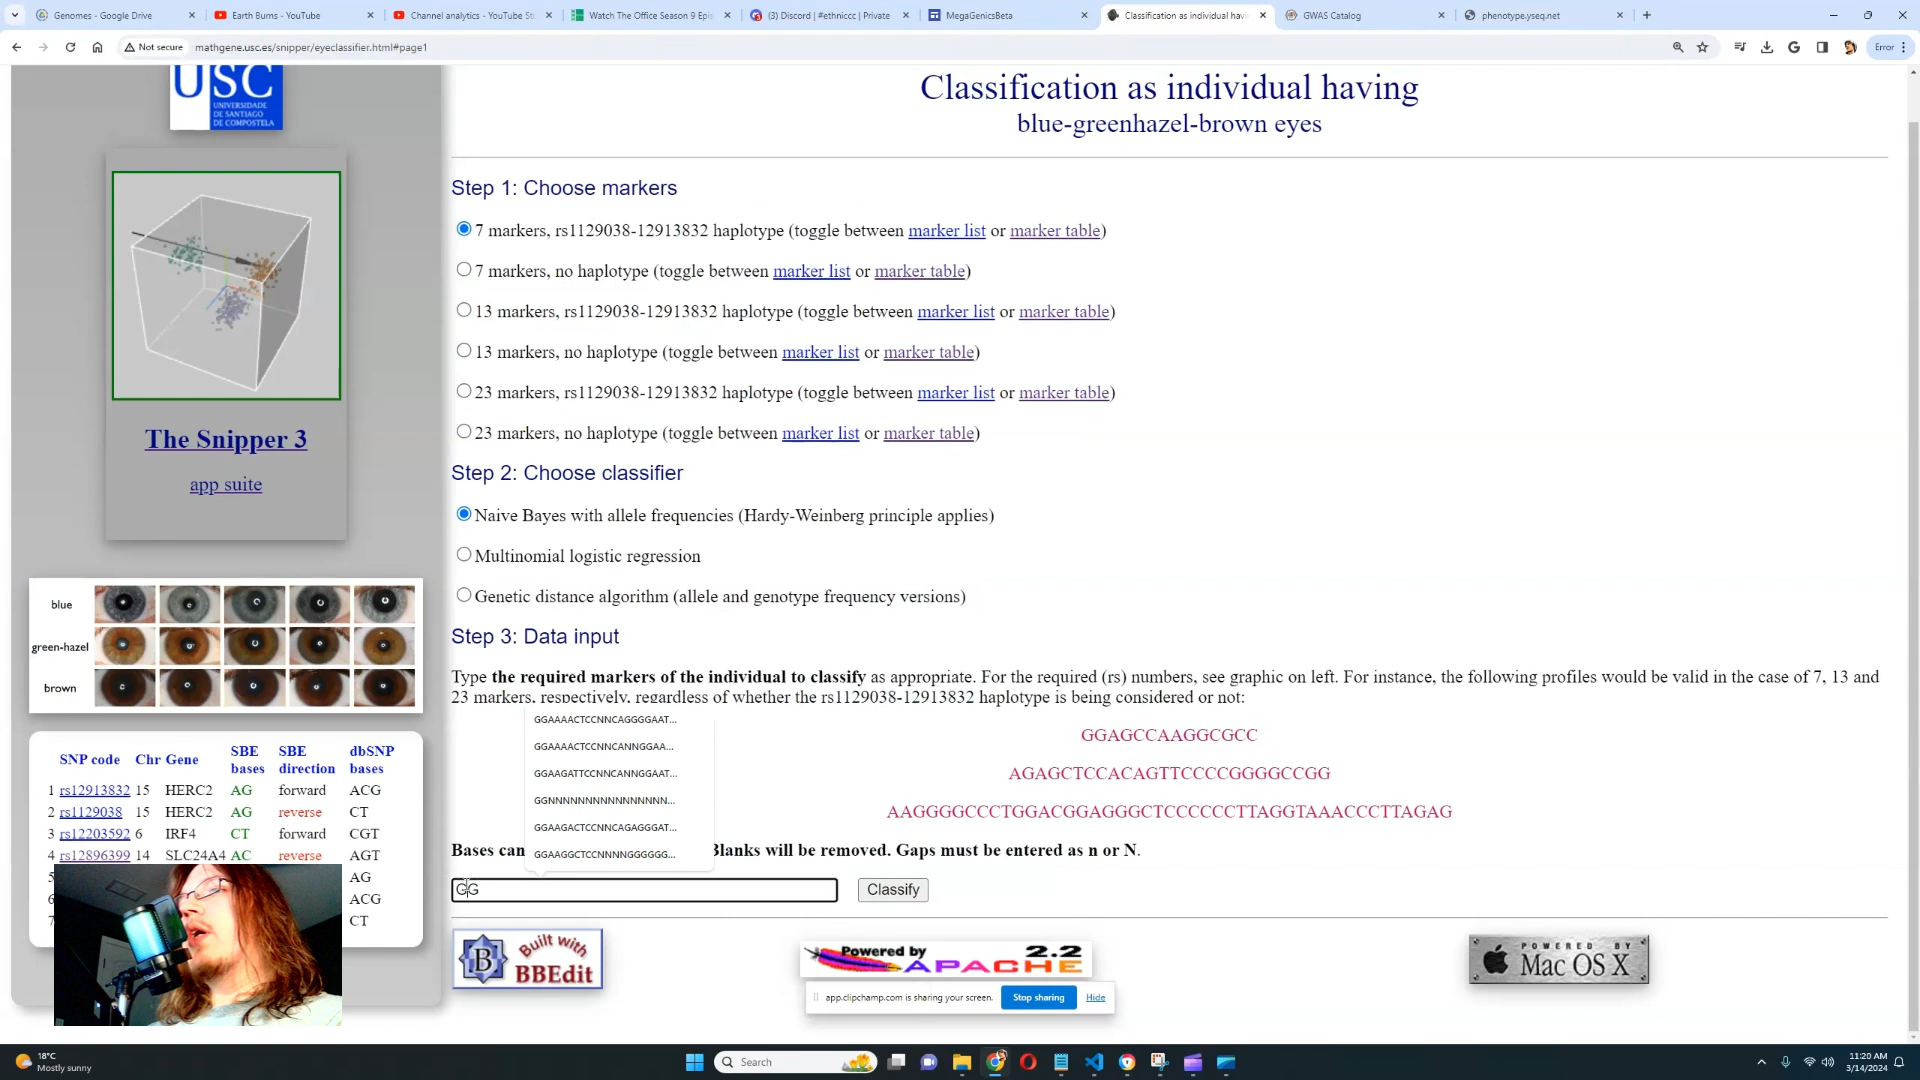 Genomes - Google Drive
Earth Burns - YouTube
Channel analytics - YouTube St
Watch The Office Season 9 Epi
(3) Discord | #ethniccc | Private
MegaGenicsBeta
Classification as individual havi
GWAS Catalog
phenotype.yseq.net
Not secure
mathgene.usc.es/snipper/eyeclassifier.html#page1
Error
USC
UNIVERSIDADE
DE SANTIAGO
DE COMPOSTELA
The Snipper 3
app suite
blue
green-hazel
brown
SNP code Chr Gene SBE bases SBE direction dbSNP bases
1 rs12913832 15 HERC2 AG forward ACG
2 rs1129038 15 HERC2 AG reverse CT
3 rs12203592 6 IRF4 CT forward CGT
4 rs12896399 14 SLC24A4 AC reverse AGT
5 AG
6 ACG
7 CT
Classification as individual having
blue-greenhazel-brown eyes
Step 1: Choose markers
7 markers, rs1129038-12913832 haplotype (toggle between marker list or marker table)
7 markers, no haplotype (toggle between marker list or marker table)
13 markers, rs1129038-12913832 haplotype (toggle between marker list or marker table)
13 markers, no haplotype (toggle between marker list or marker table)
23 markers, rs1129038-12913832 haplotype (toggle between marker list or marker table)
23 markers, no haplotype (toggle between marker list or marker table)
Step 2: Choose classifier
Naive Bayes with allele frequencies (Hardy-Weinberg principle applies)
Multinomial logistic regression
Genetic distance algorithm (allele and genotype frequency versions)
Step 3: Data input
Type the required markers of the individual to classify as appropriate. For the required (rs) numbers, see graphic on left. For instance, the following profiles would be valid in the case of 7, 13 and
23 markers, respectively, regardless of whether the rs1129038-12913832 haplotype is being considered or not:
GGAAAACTCCNNCAGGGGAAT...
GGAAAACTCCNNCANNGGAA...
GGAAGATTCCNNCANNGGAAT...
GGNNNNNNNNNNNNNNNN...
GGAAGACTCCNNCAGAGGGAT...
GGAAGGCTCCNNNNGGGGGG...
GGAGCCAAGGCGCC
AGAGCTCCACAGTTCCCCGGGGCCGG
AAGGGGCCCTGGACGGAGGGCTCCCCCCTTAGGTAAACCCTTAGAG
Bases can Blanks will be removed. Gaps must be entered as n or N.
GG
Classify
Built with
BBEdit
Powered by
APACHE 2.2
POWERED BY
Mac OS X
app.clipchamp.com is sharing your screen.
Stop sharing
Hide
18°C
Mostly sunny
Search
11:20 AM
3/14/2024